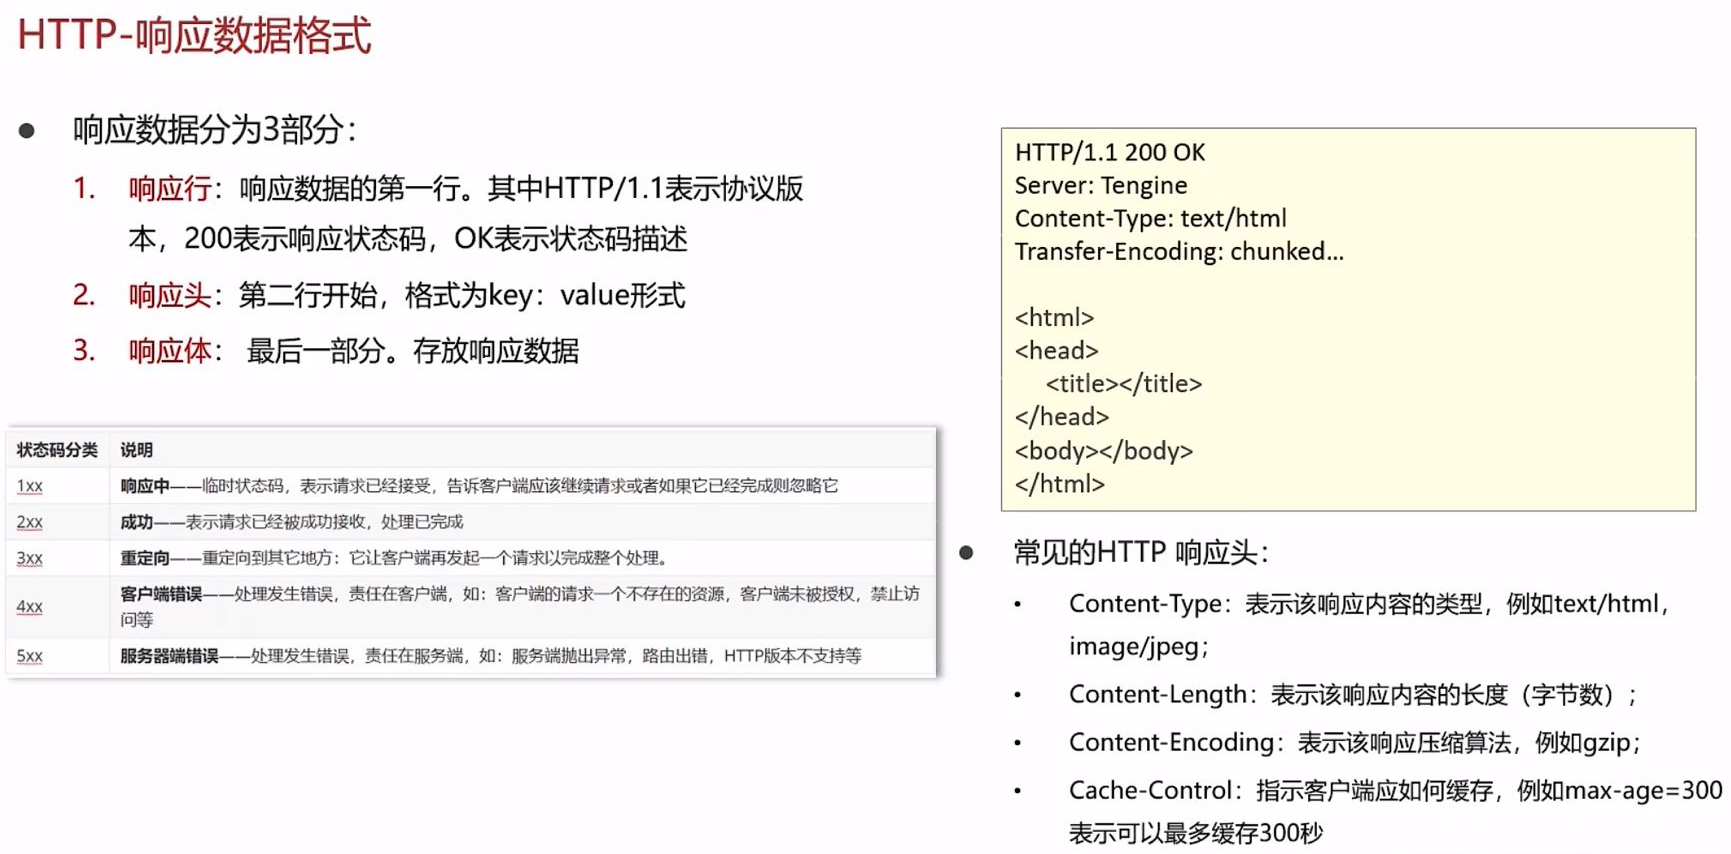 HTTP-响应数据格式
● 响应数据分为3部分：
1. 响应行：响应数据的第一行。其中HTTP/1.1表示协议版
本，200表示响应状态码，OK表示状态码描述
2. 响应头：第二行开始，格式为key：value形式
3. 响应体： 最后一部分。存放响应数据
状态码分类 说明
1xx 响应中——临时状态码，表示请求已经接受，告诉客户端应该继续请求或者如果它已经完成则忽略它
2xx 成功——表示请求已经被成功接收，处理已完成
3xx 重定向——重定向到其它地方：它让客户端再发起一个请求以完成整个处理。
4xx 客户端错误——处理发生错误，责任在客户端，如：客户端的请求一个不存在的资源，客户端未被授权，禁止访
问等
5xx 服务器端错误——处理发生错误，责任在服务端，如：服务端抛出异常，路由出错，HTTP版本不支持等
HTTP/1.1 200 OK
Server: Tengine
Content-Type: text/html
Transfer-Encoding: chunked...
<html>
<head>
<title></title>
</head>
<body></body>
</html>
● 常见的HTTP 响应头：
• Content-Type：表示该响应内容的类型，例如text/html，
image/jpeg；
• Content-Length：表示该响应内容的长度（字节数）；
• Content-Encoding：表示该响应压缩算法，例如gzip；
• Cache-Control：指示客户端应如何缓存，例如max-age=300
表示可以最多缓存300秒